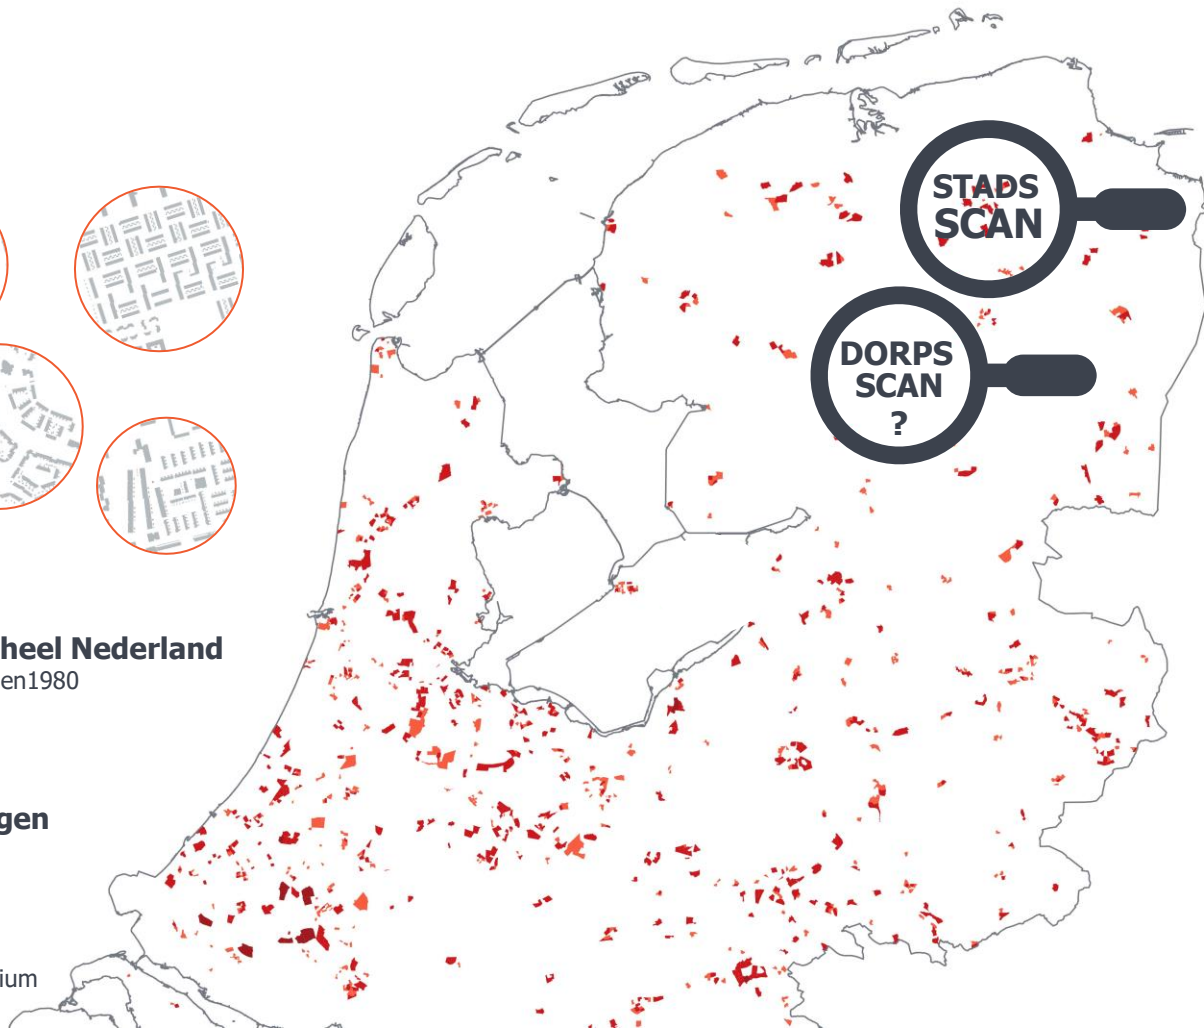 STADS
SCAN
DORPS
SCAN
?
heel Nederland
en1980
gen
ium